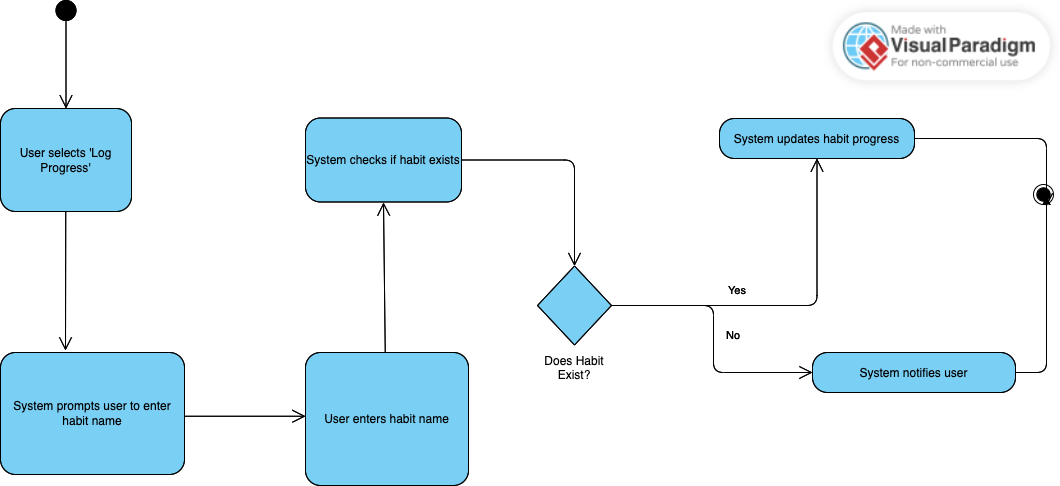 Made with
Visual Paradigm
For non-commercial use
User selects 'Log
Progress'
System prompts user to enter
habit name
User enters habit name
System checks if habit exists
Does Habit
Exist?
Yes
No
System updates habit progress
System notifies user